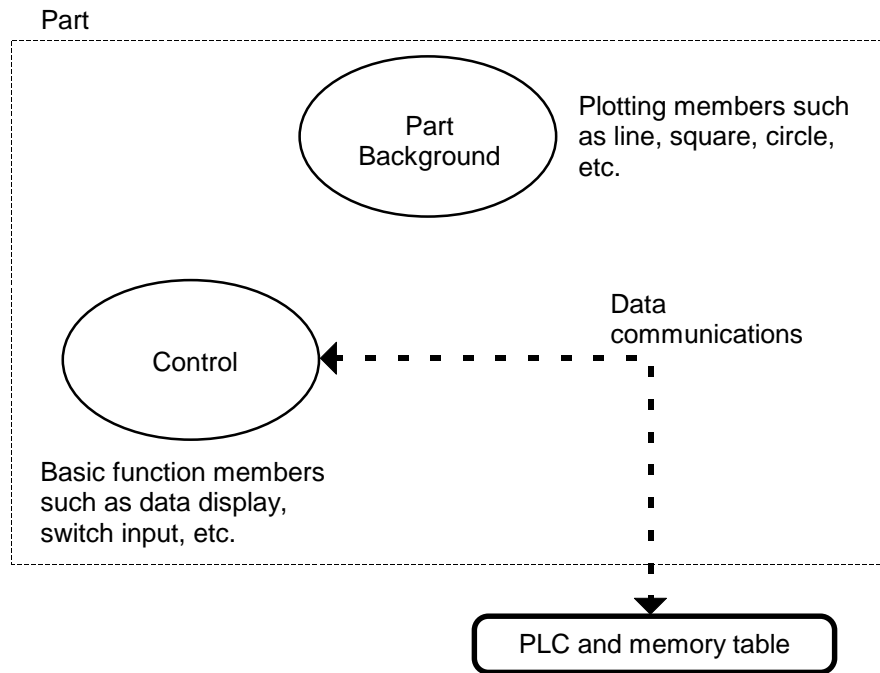 Part
Part
Background
Plotting members such
as line, square, circle,
etc.
Data
communications
Control
Basic function members
such as data display,
switch input, etc.
PLC and memory table